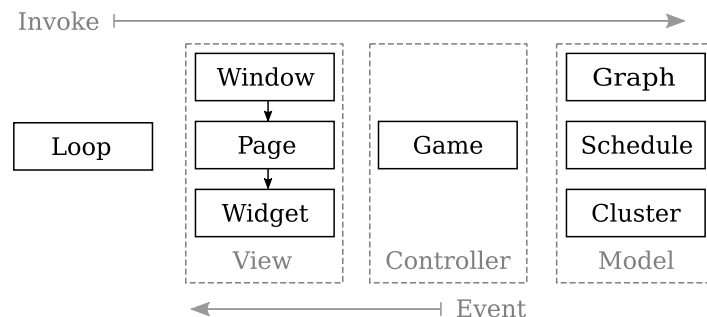 Invoke
Window
Graph
Loop
Page
Game
Schedule
Widget
Cluster
View
Controller
Model
Event